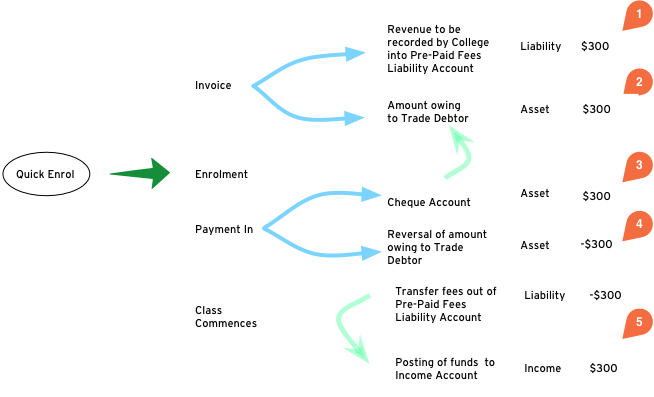 1
Revenue to be
recorded by College
into Pre-Paid Fees
Liability Account
Liability $300
Invoice
2
Amount owing
to Trade Debtor
Asset $300
Quick Enrol
Enrolment
3
Cheque Account
Asset $300
Payment In
4
Reversal of amount
owing to Trade
Debtor
Asset -$300
Class
Commences
Transfer fees out of
Pre-Paid Fees
Liability Account
Liability -$300
5
Posting of funds to
Income Account
Income $300